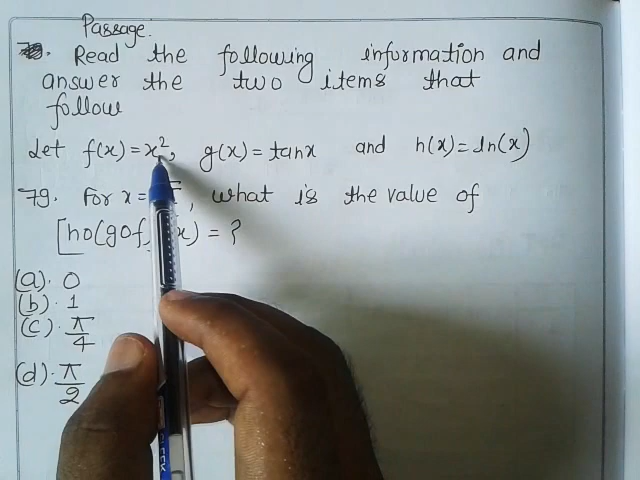 Passage.
Read the following information and
answer the two items that
follow
Let f(x)=x², g(x)=tanx and h(x)=ln(x)
79. For x= , what is the value of
[ho(gof) x) = ?
(a). 0
(b). 1
(c). π/4
(d). π/2